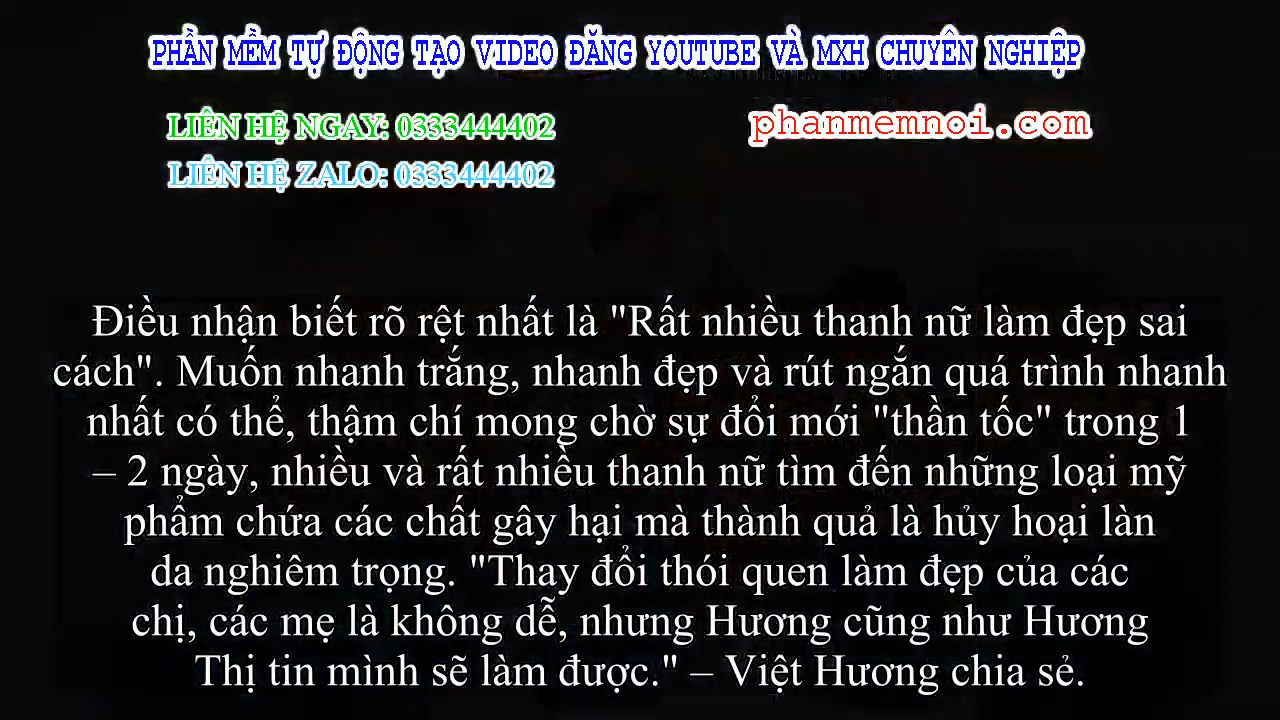 PHẦN MỀM TỰ ĐỘNG TẠO VIDEO ĐĂNG YOUTUBE VÀ MXH CHUYÊN NGHIỆP
LIÊN HỆ NGAY: 0333444402
phanmemnoi.com
LIÊN HỆ ZALO: 0333444402
Điều nhận biết rõ rệt nhất là "Rất nhiều thanh nữ làm đẹp sai
cách". Muốn nhanh trắng, nhanh đẹp và rút ngắn quá trình nhanh
nhất có thể, thậm chí mong chờ sự đổi mới "thần tốc" trong 1
– 2 ngày, nhiều và rất nhiều thanh nữ tìm đến những loại mỹ
phẩm chứa các chất gây hại mà thành quả là hủy hoại làn
da nghiêm trọng. "Thay đổi thói quen làm đẹp của các
chị, các mẹ là không dễ, nhưng Hương cũng như Hương
Thị tin mình sẽ làm được." – Việt Hương chia sẻ.